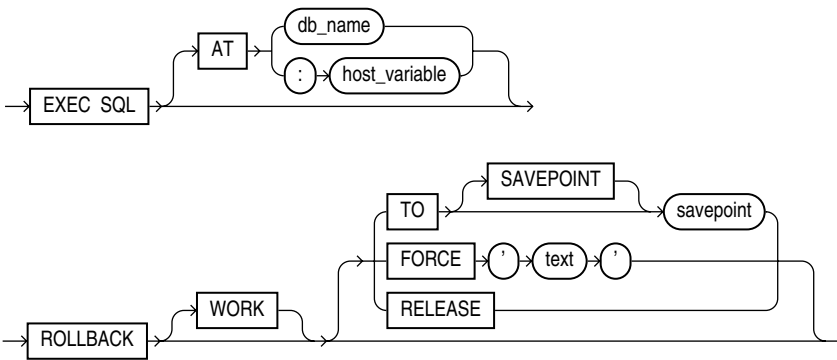 db_name
AT
: host_variable
EXEC SQL
SAVEPOINT
TO savepoint
FORCE ' text '
WORK RELEASE
ROLLBACK